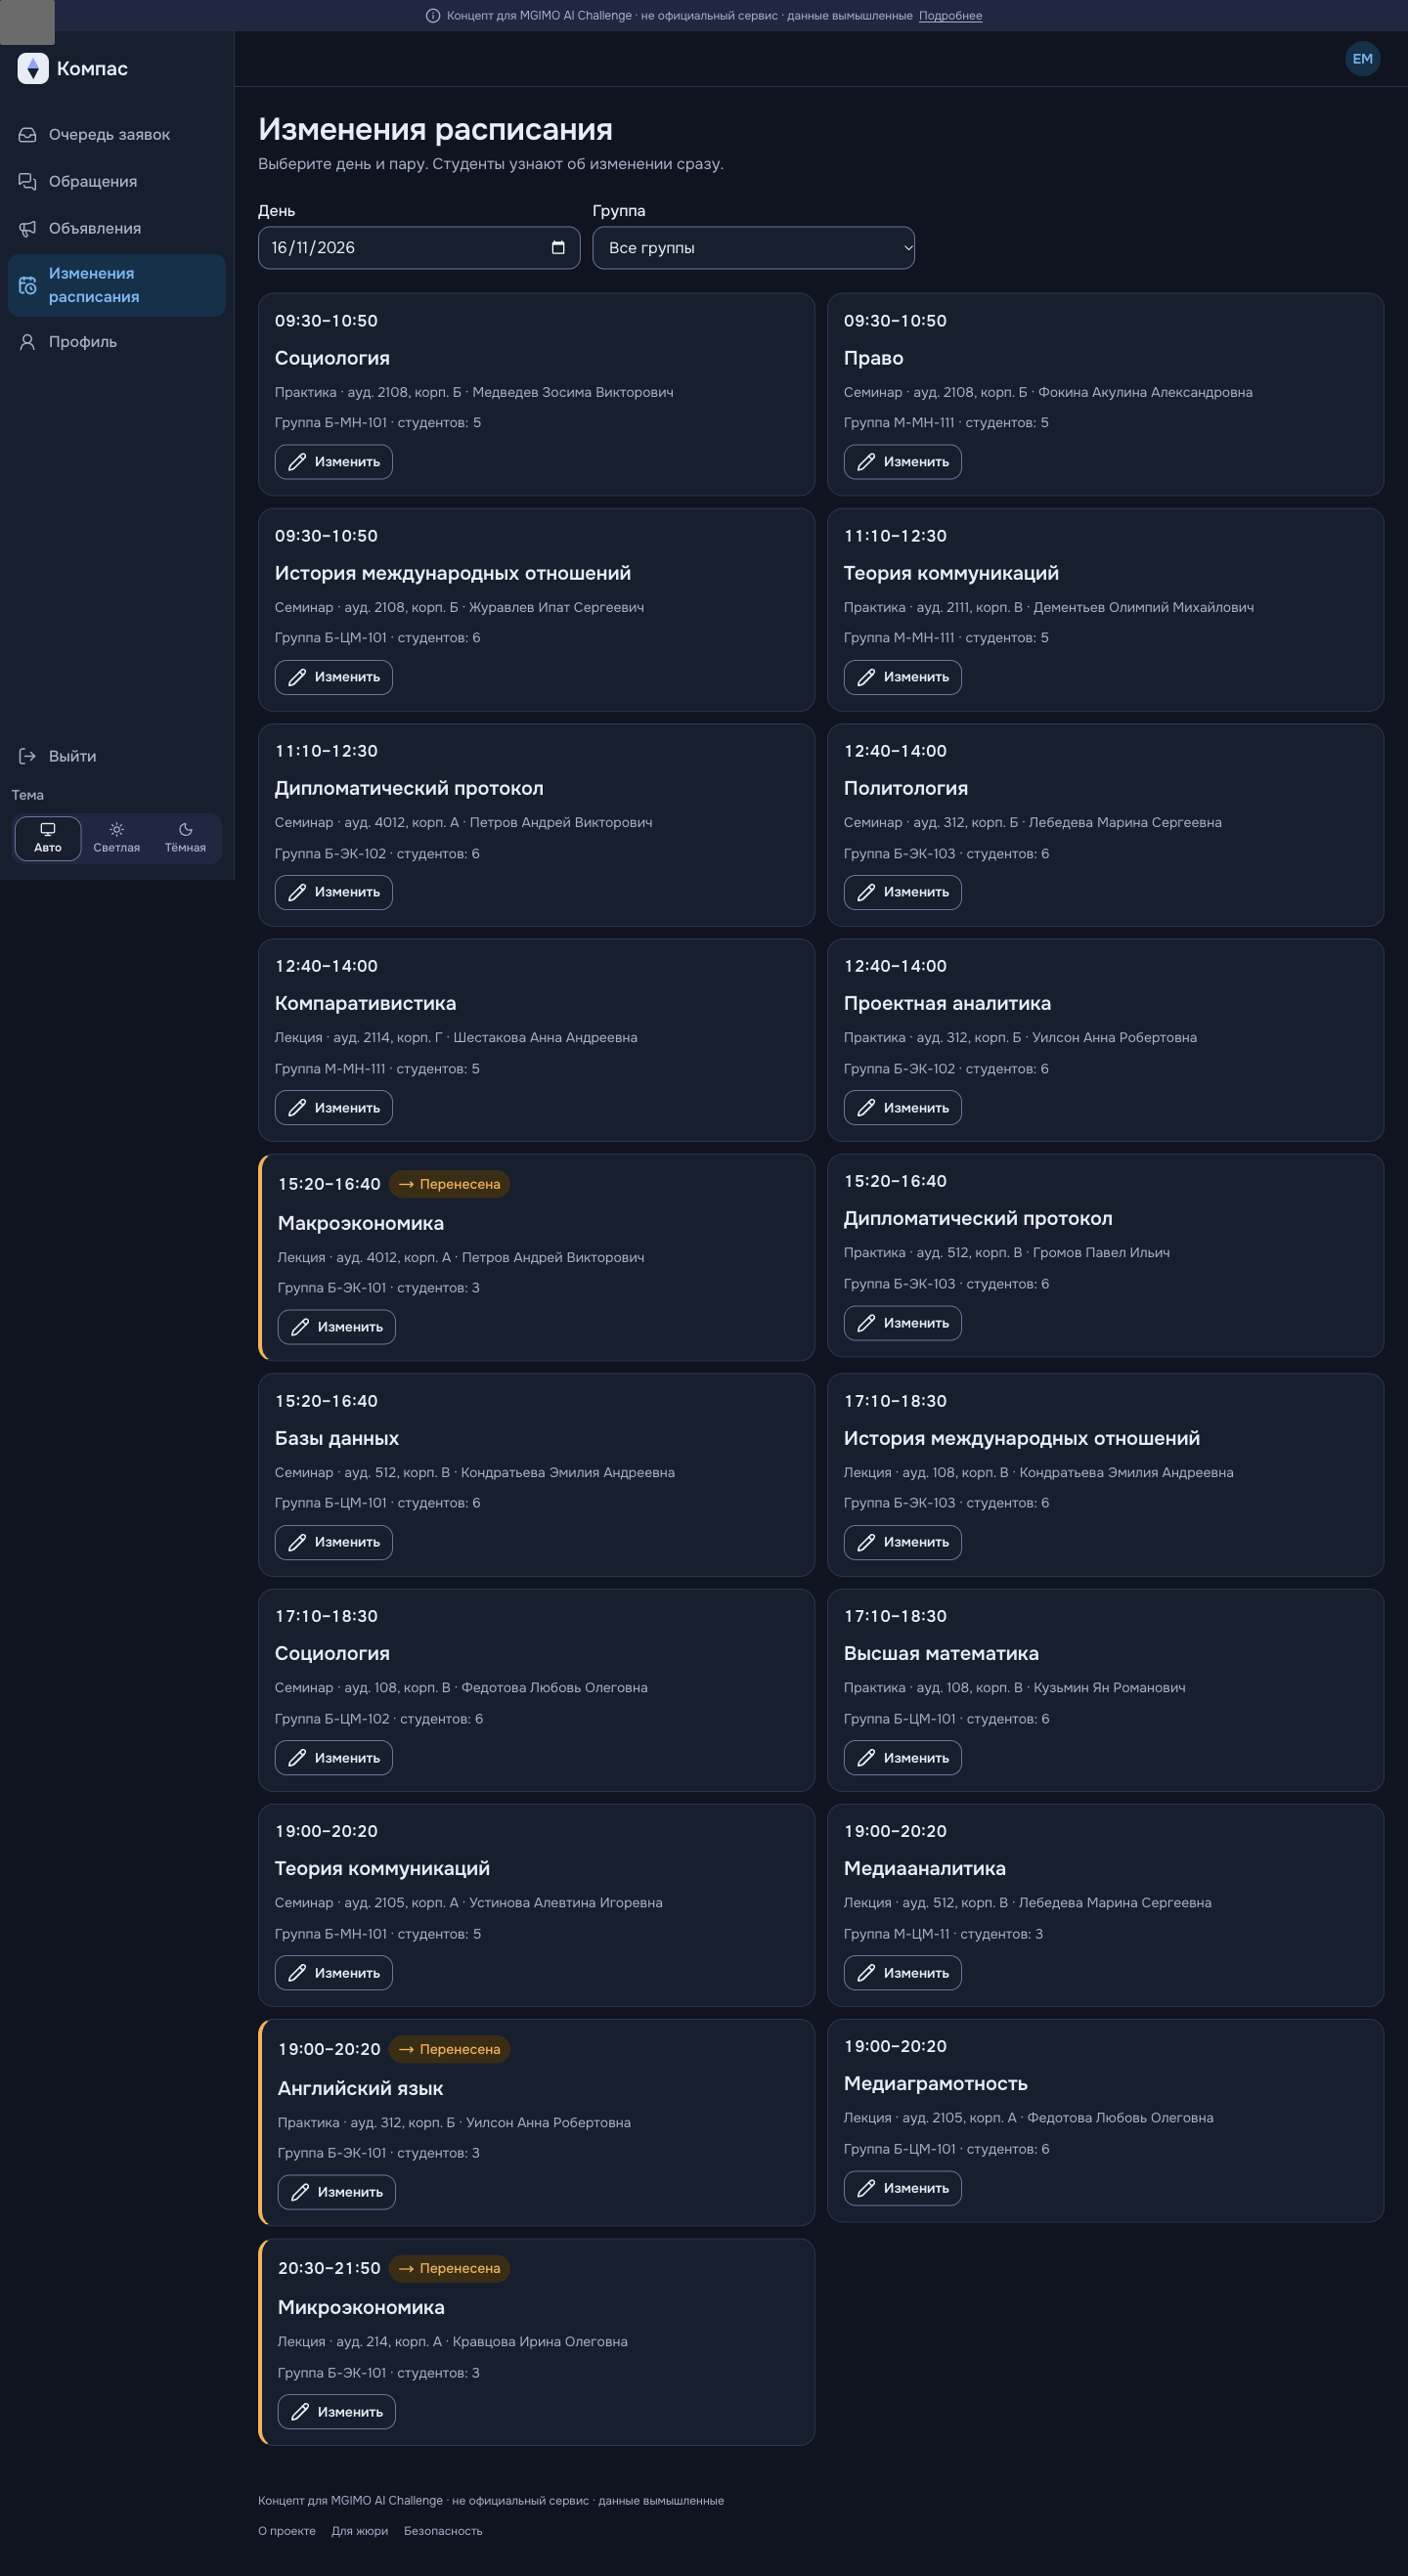 Концепт для MGIMO AI Challenge · не официальный сервис · данные вымышленные Подробнее
Компас
ЕМ
Очередь заявок
Обращения
Объявления
Изменения
расписания
Профиль
Выйти
Тема
Авто
Светлая
Тёмная
Изменения расписания
Выберите день и пару. Студенты узнают об изменении сразу.
День
Группа
16/11/2026
Все группы
09:30–10:50
Социология
Практика · ауд. 2108, корп. Б · Медведев Зосима Викторович
Группа Б-МН-101 · студентов: 5
Изменить
09:30–10:50
Право
Семинар · ауд. 2108, корп. Б · Фокина Акулина Александровна
Группа М-МН-111 · студентов: 5
Изменить
09:30–10:50
История международных отношений
Семинар · ауд. 2108, корп. Б · Журавлев Ипат Сергеевич
Группа Б-ЦМ-101 · студентов: 6
Изменить
11:10–12:30
Теория коммуникаций
Практика · ауд. 2111, корп. В · Дементьев Олимпий Михайлович
Группа М-МН-111 · студентов: 5
Изменить
11:10–12:30
Дипломатический протокол
Семинар · ауд. 4012, корп. А · Петров Андрей Викторович
Группа Б-ЭК-102 · студентов: 6
Изменить
12:40–14:00
Политология
Семинар · ауд. 312, корп. Б · Лебедева Марина Сергеевна
Группа Б-ЭК-103 · студентов: 6
Изменить
12:40–14:00
Компаративистика
Лекция · ауд. 2114, корп. Г · Шестакова Анна Андреевна
Группа М-МН-111 · студентов: 5
Изменить
12:40–14:00
Проектная аналитика
Практика · ауд. 312, корп. Б · Уилсон Анна Робертовна
Группа Б-ЭК-102 · студентов: 6
Изменить
15:20–16:40 → Перенесена
Макроэкономика
Лекция · ауд. 4012, корп. А · Петров Андрей Викторович
Группа Б-ЭК-101 · студентов: 3
Изменить
15:20–16:40
Дипломатический протокол
Практика · ауд. 512, корп. В · Громов Павел Ильич
Группа Б-ЭК-103 · студентов: 6
Изменить
15:20–16:40
Базы данных
Семинар · ауд. 512, корп. В · Кондратьева Эмилия Андреевна
Группа Б-ЦМ-101 · студентов: 6
Изменить
17:10–18:30
История международных отношений
Лекция · ауд. 108, корп. В · Кондратьева Эмилия Андреевна
Группа Б-ЭК-103 · студентов: 6
Изменить
17:10–18:30
Социология
Семинар · ауд. 108, корп. В · Федотова Любовь Олеговна
Группа Б-ЦМ-102 · студентов: 6
Изменить
17:10–18:30
Высшая математика
Практика · ауд. 108, корп. В · Кузьмин Ян Романович
Группа Б-ЦМ-101 · студентов: 6
Изменить
19:00–20:20
Теория коммуникаций
Семинар · ауд. 2105, корп. А · Устинова Алевтина Игоревна
Группа Б-МН-101 · студентов: 5
Изменить
19:00–20:20
Медиааналитика
Лекция · ауд. 512, корп. В · Лебедева Марина Сергеевна
Группа М-ЦМ-11 · студентов: 3
Изменить
19:00–20:20 → Перенесена
Английский язык
Практика · ауд. 312, корп. Б · Уилсон Анна Робертовна
Группа Б-ЭК-101 · студентов: 3
Изменить
19:00–20:20
Медиаграмотность
Лекция · ауд. 2105, корп. А · Федотова Любовь Олеговна
Группа Б-ЦМ-101 · студентов: 6
Изменить
20:30–21:50 → Перенесена
Микроэкономика
Лекция · ауд. 214, корп. А · Кравцова Ирина Олеговна
Группа Б-ЭК-101 · студентов: 3
Изменить
Концепт для MGIMO AI Challenge · не официальный сервис · данные вымышленные
О проекте Для жюри Безопасность